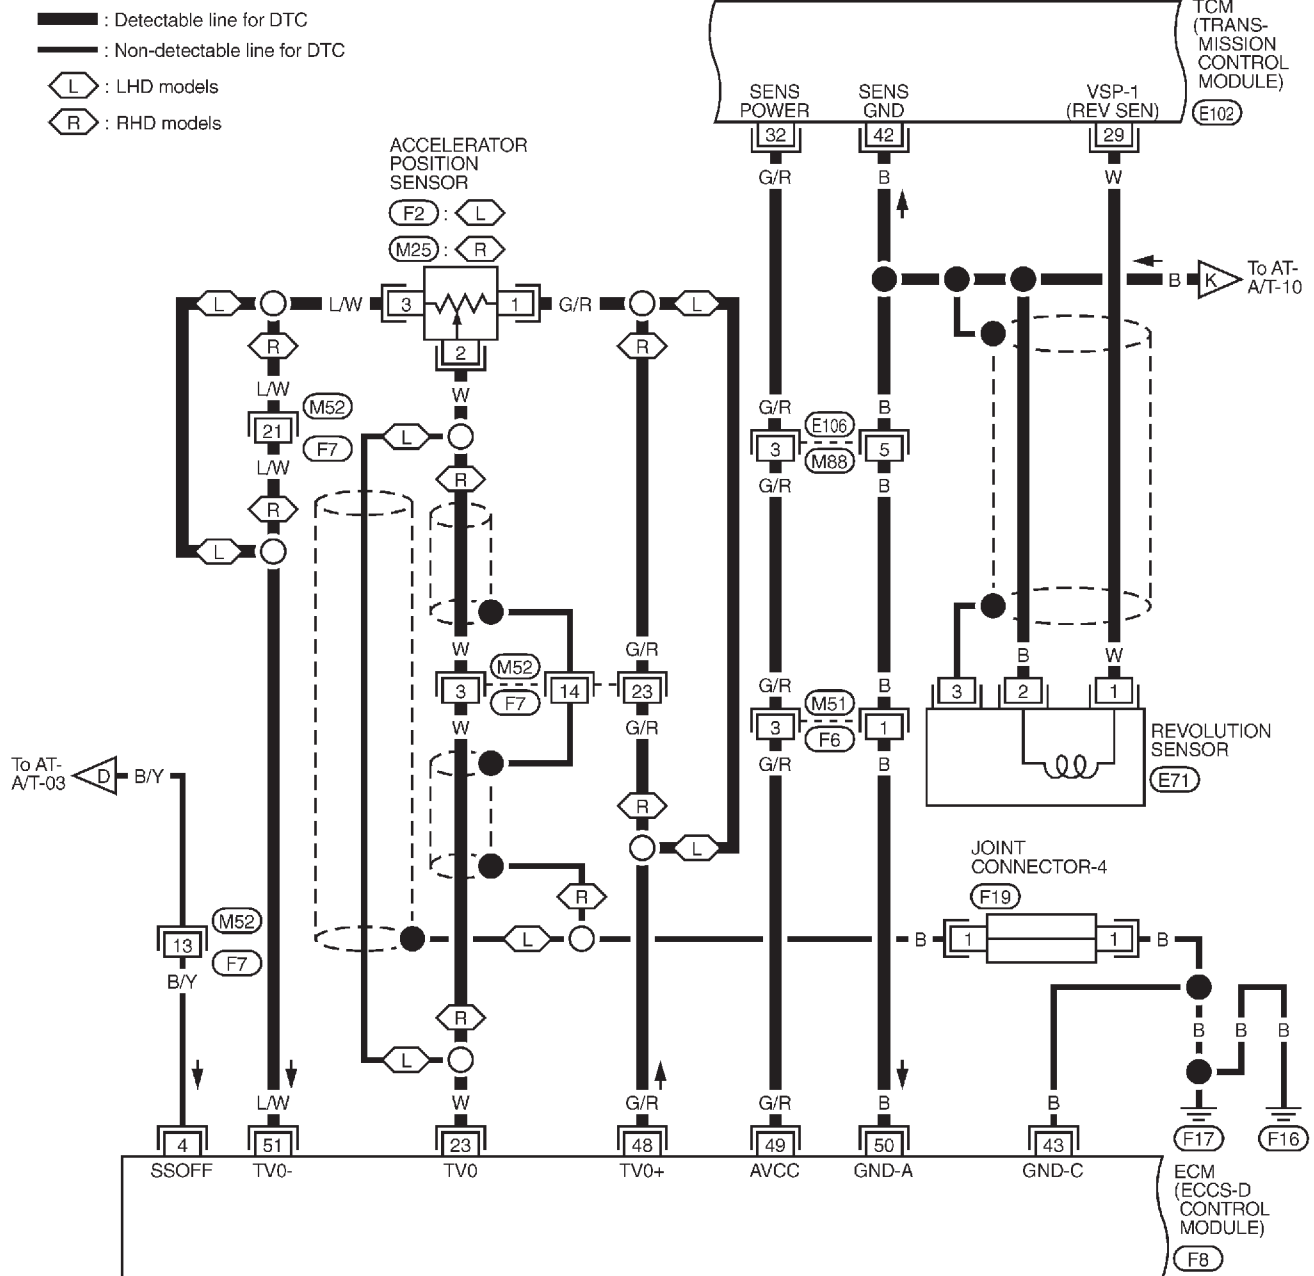 : Detectable line for DTC
: Non-detectable line for DTC
L : LHD models
R : RHD models
TCM
(TRANS-
MISSION
CONTROL
MODULE)
E102
SENS
POWER
SENS
GND
VSP-1
(REV SEN)
32
42
29
G/R
B
W
ACCELERATOR
POSITION
SENSOR
F2 : L
M25 : R
To AT-
A/T-10
K
B
L
L/W
3
1
G/R
L
2
R
R
W
L/W
M52
21
F7
L/W
L
R
R
L
G/R
B
E106
3
5
M88
G/R
B
W
G/R
B
W
M52
3
14
23
F7
W
G/R
G/R
B
M51
3
1
F6
G/R
B
3
2
1
REVOLUTION
SENSOR
E71
To AT-
A/T-03
D
B/Y
R
L
JOINT
CONNECTOR-4
F19
R
M52
13
F7
B/Y
L
B
1
1
B
R
L
B
B
B
L/W
W
G/R
G/R
B
B
F17
F16
4
51
23
48
49
50
43
SSOFF
TV0-
TV0
TV0+
AVCC
GND-A
GND-C
ECM
(ECCS-D
CONTROL
MODULE)
F8